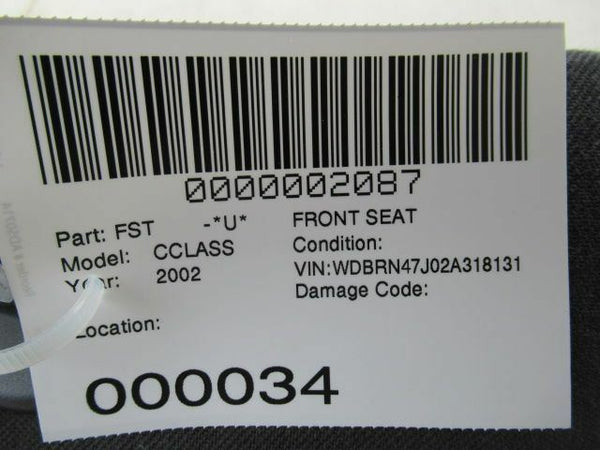 0000002087
Part: FST -*U* FRONT SEAT
Model: CCLASS Condition:
Year: 2002 VIN:WDBRN47J02A318131
Damage Code:
Location:
000034